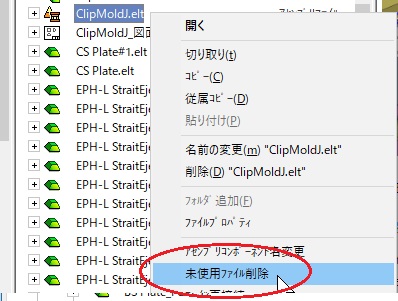 ClipMoldJ.elt
ClipMoldJ_図
CS Plate#1.elt
CS Plate.elt
EPH-L StraitEje
EPH-L StraitEje
EPH-L StraitEje
EPH-L StraitEje
EPH-L StraitEje
EPH-L StraitEje
EPH-L StraitEje
EPH-L StraitEje
EPH-L StraitEje
EPH-L StraitEje
EPH-L StraitEje
開く
切り取り(t)
ｺﾋﾟｰ(C)
従属ｺﾋﾟｰ(D)
貼り付け(P)
名前の変更(m) "ClipMoldJ.elt"
削除(D) "ClipMoldJ.elt"
ﾌｫﾙﾀﾞ 追加(F)
ﾌｧｲﾙﾌﾟﾛﾊﾟﾃｨ
ｱｾﾝﾌﾞﾘｺﾝﾎﾟｰﾈﾝﾄ名変更
未使用ﾌｧｲﾙ削除